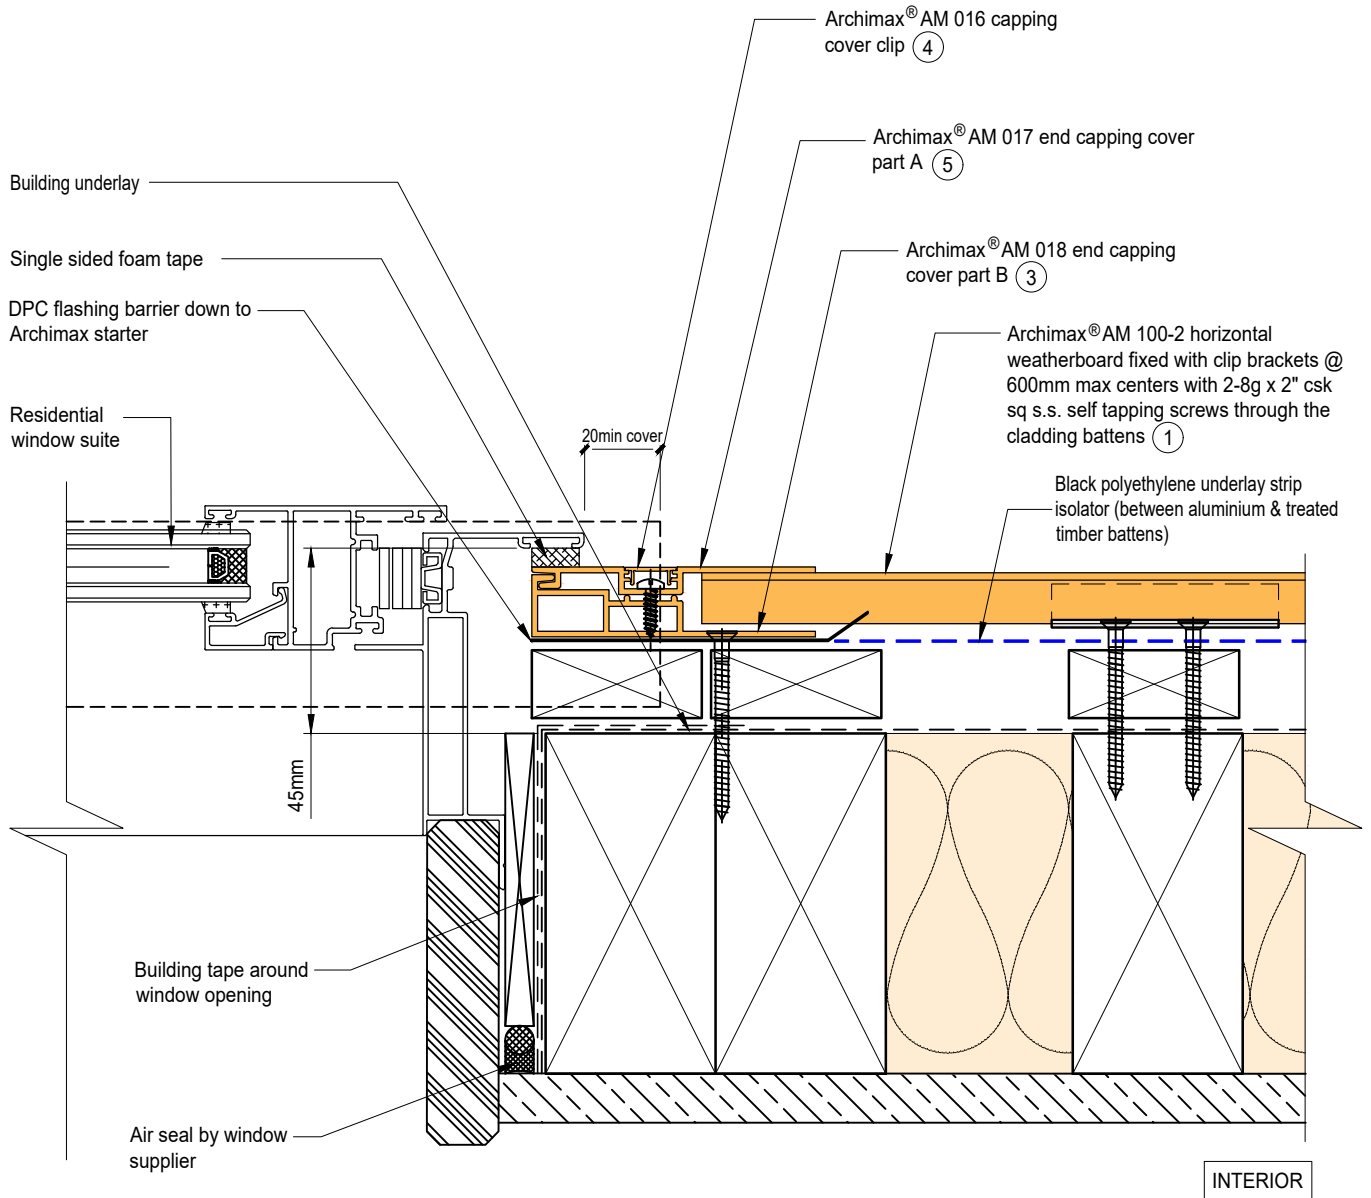 Archimax® AM 016 capping
cover clip 4
Archimax® AM 017 end capping cover
part A 5
Building underlay
Single sided foam tape
Archimax® AM 018 end capping
cover part B 3
DPC flashing barrier down to
Archimax starter
Archimax® AM 100-2 horizontal
weatherboard fixed with clip brackets @
600mm max centers with 2-8g x 2" csk
sq s.s. self tapping screws through the
cladding battens 1
Residential
window suite
20min cover
Black polyethylene underlay strip
isolator (between aluminium & treated
timber battens)
45mm
Building tape around
window opening
Air seal by window
supplier
INTERIOR